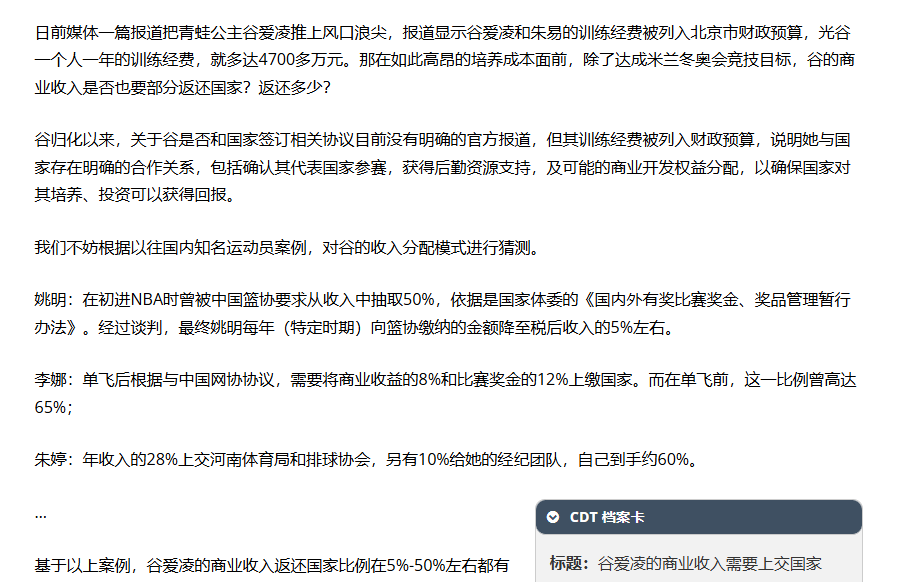 日前媒体一篇报道把青蛙公主谷爱凌推上风口浪尖，报道显示谷爱凌和朱易的训练经费被列入北京市财政预算，光谷
一个人一年的训练经费，就多达4700多万元。那在如此高昂的培养成本面前，除了达成米兰冬奥会竞技目标，谷的商
业收入是否也要部分返还国家？返还多少？
谷归化以来，关于谷是否和国家签订相关协议目前没有明确的官方报道，但其训练经费被列入财政预算，说明她与国
家存在明确的合作关系，包括确认其代表国家参赛，获得后勤资源支持，及可能的商业开发权益分配，以确保国家对
其培养、投资可以获得回报。
我们不妨根据以往国内知名运动员案例，对谷的收入分配模式进行猜测。
姚明：在初进NBA时曾被中国篮协要求从收入中抽取50%，依据是国家体委的《国内外有奖比赛奖金、奖品管理暂行
办法》。经过谈判，最终姚明每年（特定时期）向篮协缴纳的金额降至税后收入的5%左右。
李娜：单飞后根据与中国网协协议，需要将商业收益的8%和比赛奖金的12%上缴国家。而在单飞前，这一比例曾高达
65%；
朱婷：年收入的28%上交河南体育局和排球协会，另有10%给她的经纪团队，自己到手约60%。
...
CDT 档案卡
基于以上案例，谷爱凌的商业收入返还国家比例在5%-50%左右都有
标题：谷爱凌的商业收入需要上交国家